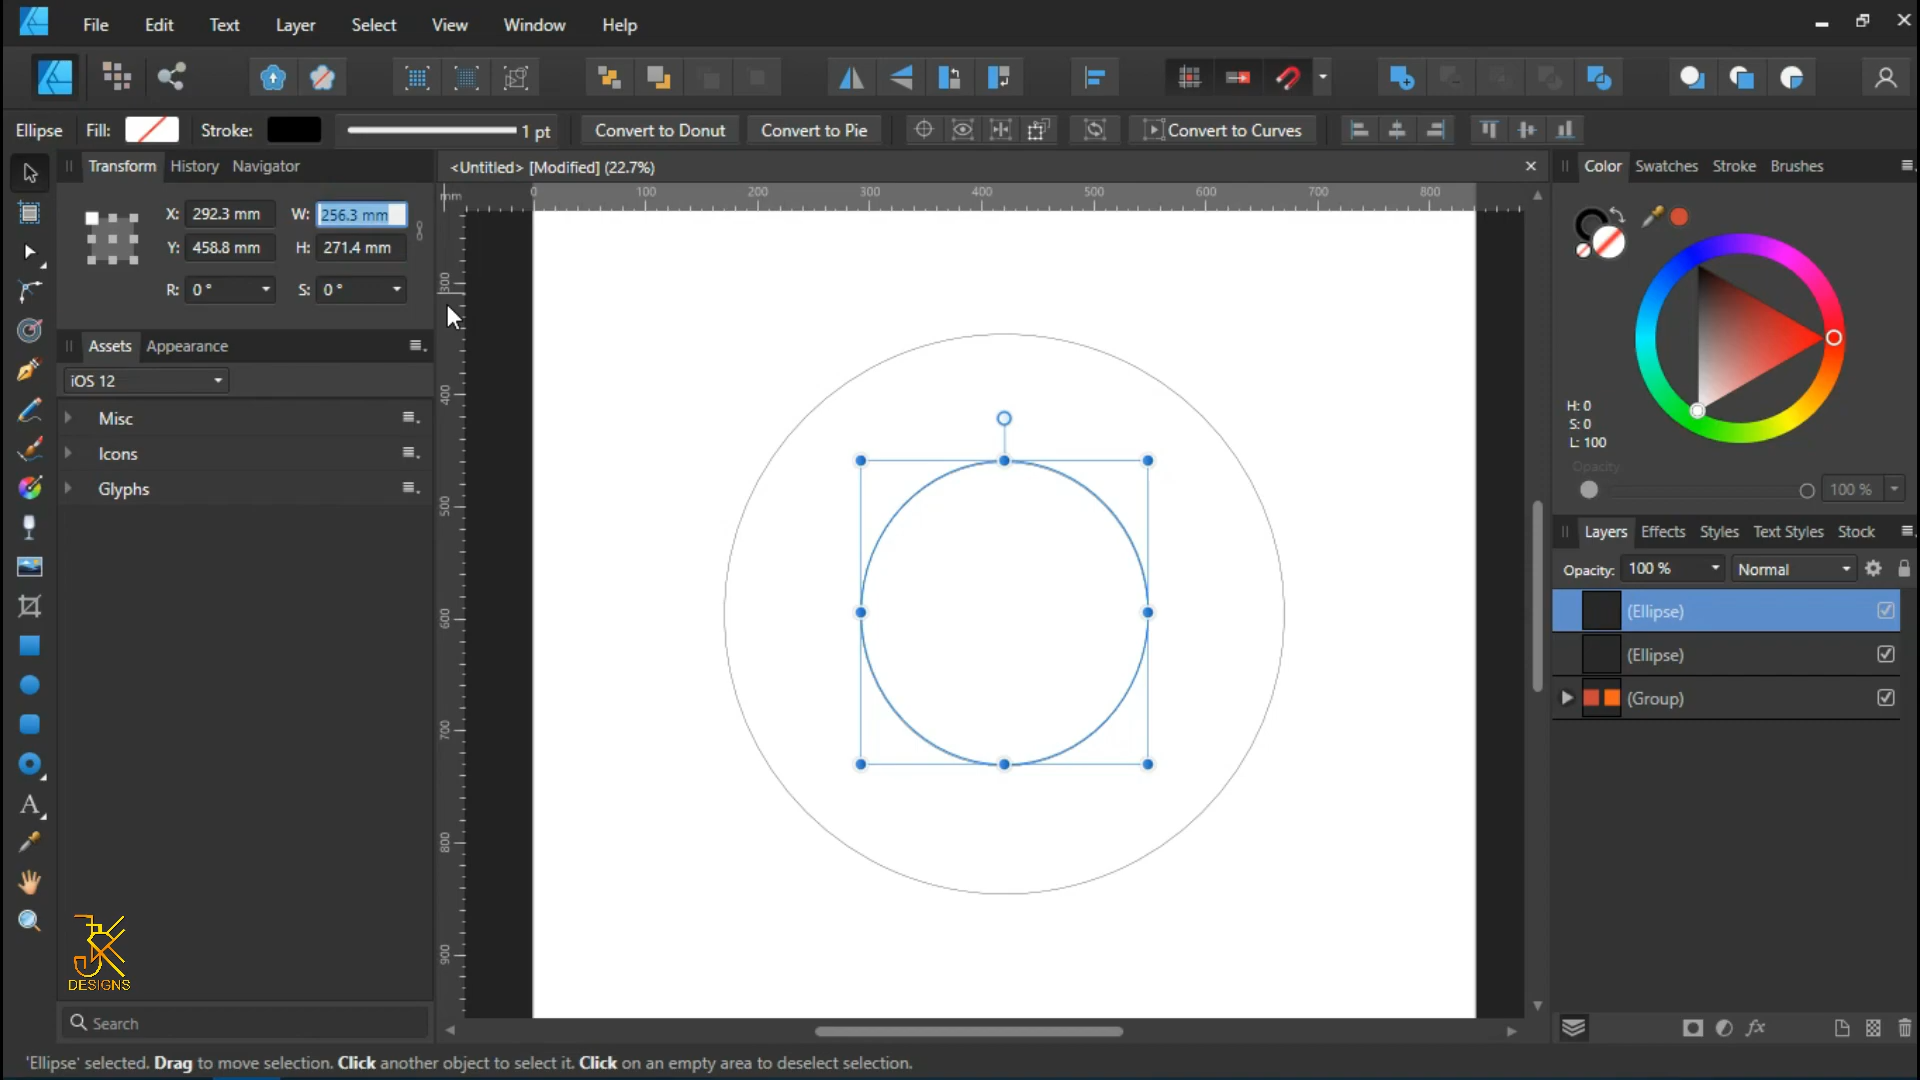 File Edit Text Layer Select View Window Help
Ellipse Fill: Stroke: 1 pt Convert to Donut Convert to Pie Convert to Curves
Transform History Navigator
<Untitled> [Modified] (22.7%)
Color Swatches Stroke Brushes
mm 0 100 200 300 400 500 600 700 800
X: 292.3 mm W: 256.3 mm
Y: 458.8 mm H: 271.4 mm
R: 0 ° S: 0 °
300
400
500
600
700
800
900
Assets Appearance
iOS 12
Misc
Icons
Glyphs
H: 0
S: 0
L: 100
Opacity
100 %
Layers Effects Styles Text Styles Stock
Opacity: 100 % Normal
(Ellipse)
(Ellipse)
(Group)
fx
JK
DESIGNS
Search
'Ellipse' selected. Drag to move selection. Click another object to select it. Click on an empty area to deselect selection.